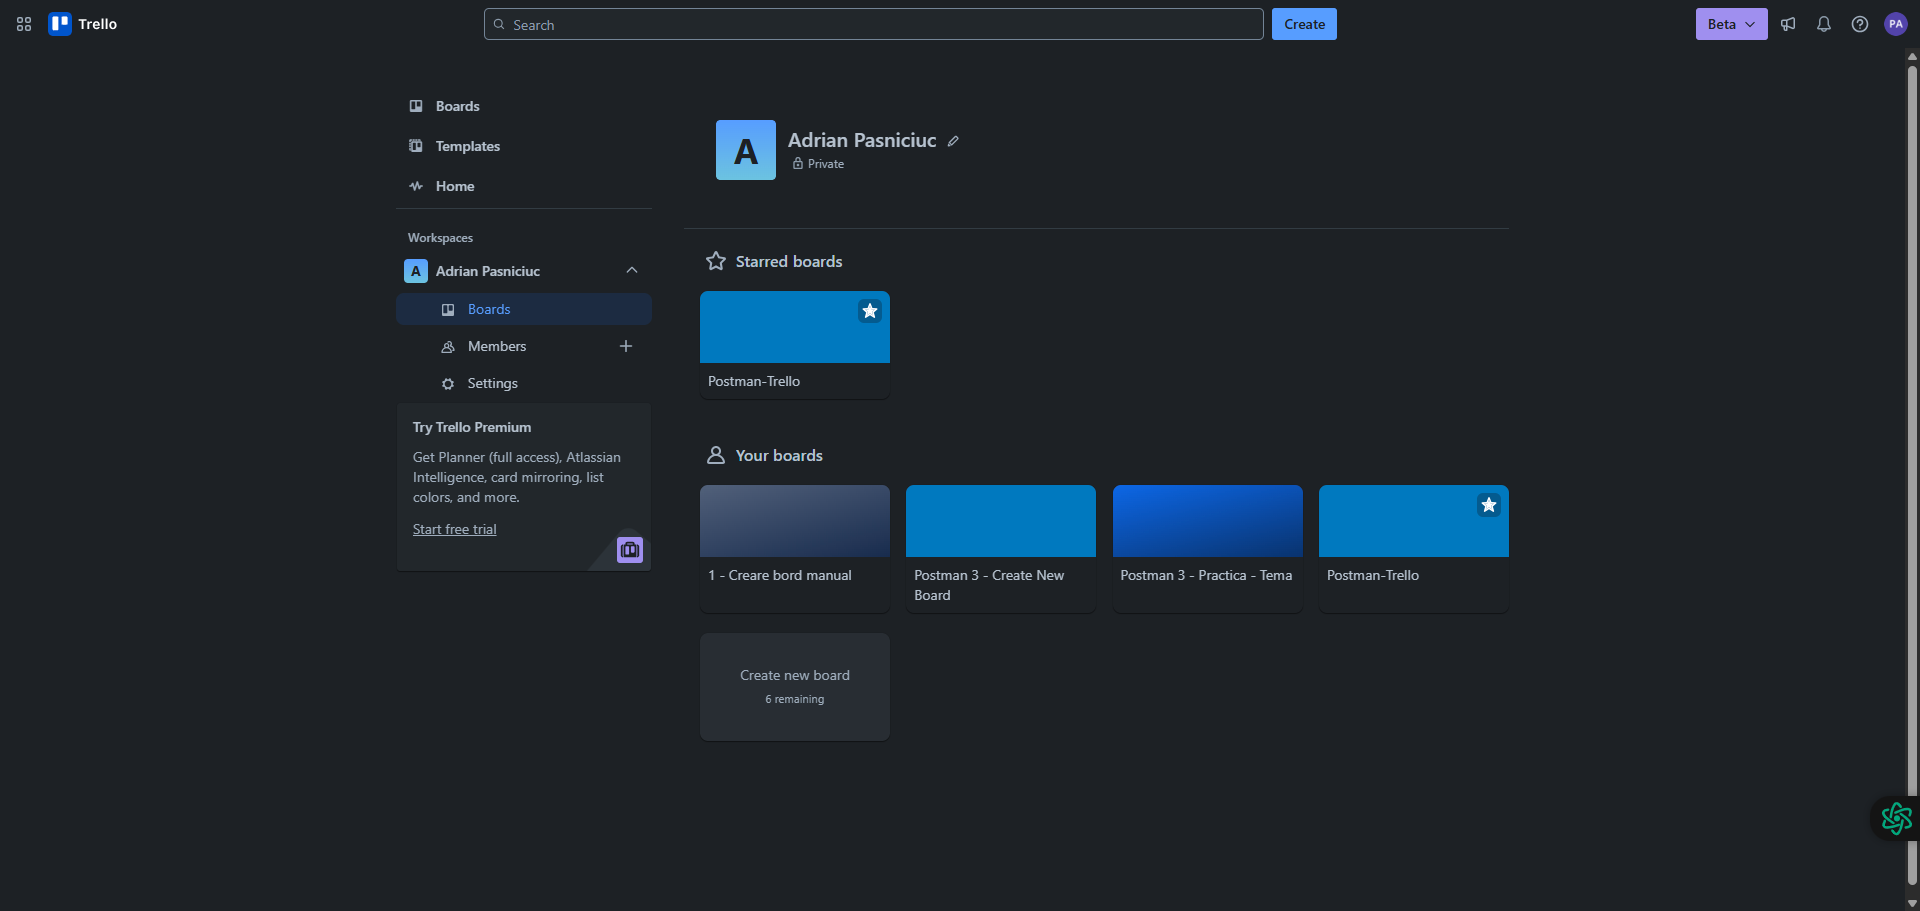 Trello
Search
Create
Beta
PA
Boards
Templates
Home
Workspaces
A Adrian Pasniciuc
Boards
Members
Settings
Try Trello Premium
Get Planner (full access), Atlassian
Intelligence, card mirroring, list
colors, and more.
Start free trial
A
Adrian Pasniciuc
Private
Starred boards
Postman-Trello
Your boards
1 - Creare bord manual
Postman 3 - Create New
Board
Postman 3 - Practica - Tema
Postman-Trello
Create new board
6 remaining